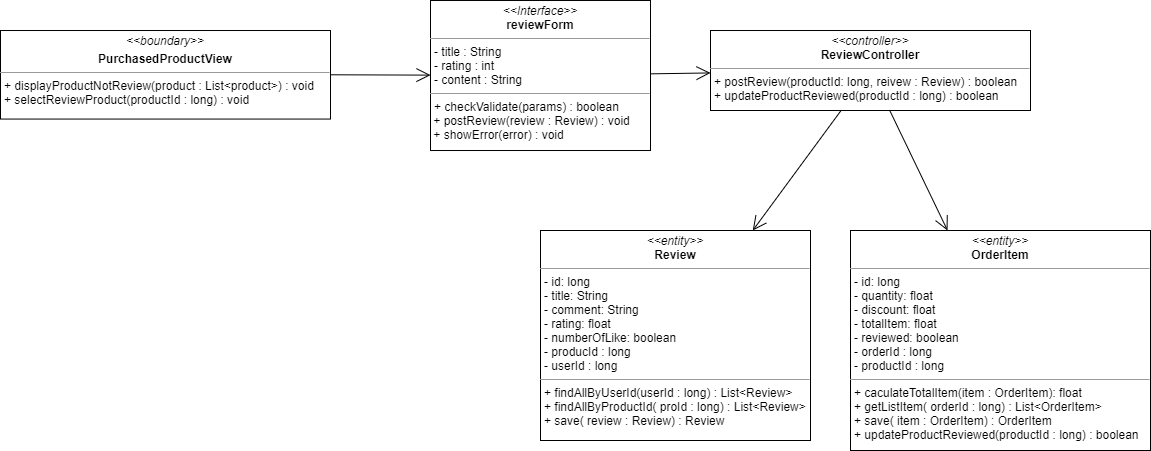 <<boundary>>
PurchasedProductView
+ displayProductNotReview(product : List<product>) : void
+ selectReviewProduct(productId : long) : void
<<Interface>>
reviewForm
- title : String
- rating : int
- content : String
+ checkValidate(params) : boolean
+ postReview(review : Review) : void
+ showError(error) : void
<<controller>>
ReviewController
+ postReview(productId: long, reivew : Review) : boolean
+ updateProductReviewed(productId : long) : boolean
<<entity>>
Review
- id: long
- title: String
- comment: String
- rating: float
- numberOfLike: boolean
- producId : long
- userId : long
+ findAllByUserId(userId : long) : List<Review>
+ findAllByProductId( proId : long) : List<Review>
+ save( review : Review) : Review
<<entity>>
OrderItem
- id: long
- quantity: float
- discount: float
- totalItem: float
- reviewed: boolean
- orderId : long
- productId : long
+ caculateTotalItem(item : OrderItem): float
+ getListItem( orderId : long) : List<OrderItem>
+ save( item : OrderItem) : OrderItem
+ updateProductReviewed(productId : long) : boolean